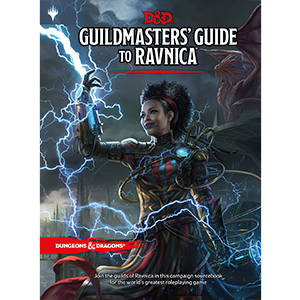 D&D
GUILDMASTERS' GUIDE
TO RAVNICA
DUNGEONS & DRAGONS®
Join the guilds of Ravnica in this campaign sourcebook
for the world's greatest roleplaying game